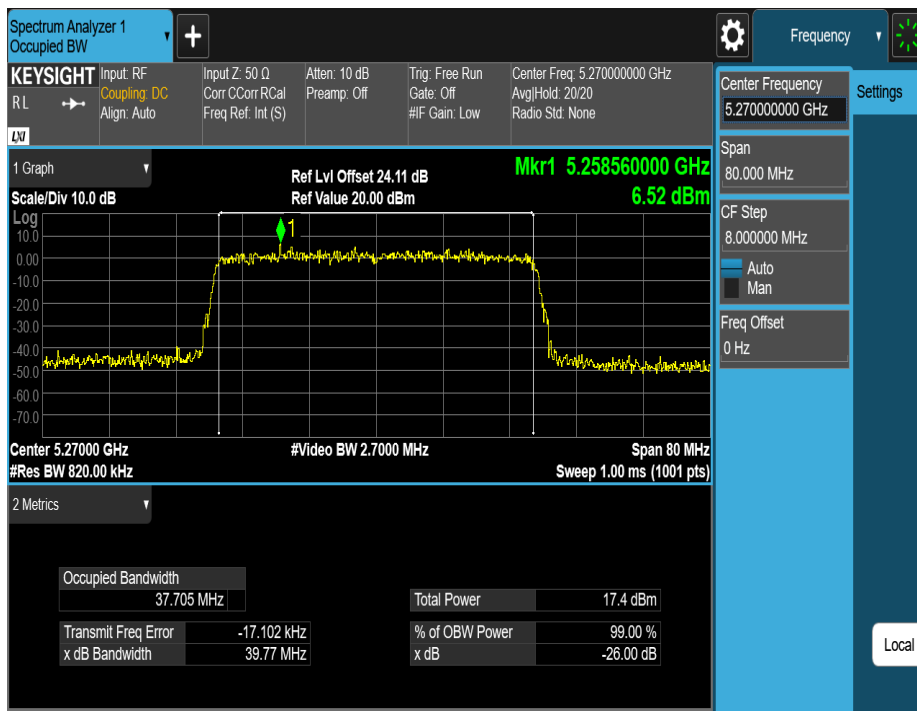 Spectrum Analyzer 1
Occupied BW
+
Frequency
KEYSIGHT
RL
LXI
Input: RF
Coupling: DC
Align: Auto
Input Z: 50 Ω
Corr CCorr RCal
Freq Ref: Int (S)
Atten: 10 dB
Preamp: Off
Trig: Free Run
Gate: Off
#IF Gain: Low
Center Freq: 5.270000000 GHz
Avg|Hold: 20/20
Radio Std: None
Center Frequency
5.270000000 GHz
Settings
Span
80.000 MHz
CF Step
8.000000 MHz
Auto
Man
Freq Offset
0 Hz
1 Graph
Scale/Div 10.0 dB
Ref Lvl Offset 24.11 dB
Ref Value 20.00 dBm
Mkr1 5.258560000 GHz
6.52 dBm
Log
1
10.0
0.00
-10.0
-20.0
-30.0
-40.0
-50.0
-60.0
-70.0
Center 5.27000 GHz
#Video BW 2.7000 MHz
Span 80 MHz
#Res BW 820.00 kHz
Sweep 1.00 ms (1001 pts)
2 Metrics
Occupied Bandwidth
37.705 MHz
Total Power 17.4 dBm
Transmit Freq Error -17.102 kHz
% of OBW Power 99.00 %
x dB Bandwidth 39.77 MHz
x dB -26.00 dB
Local